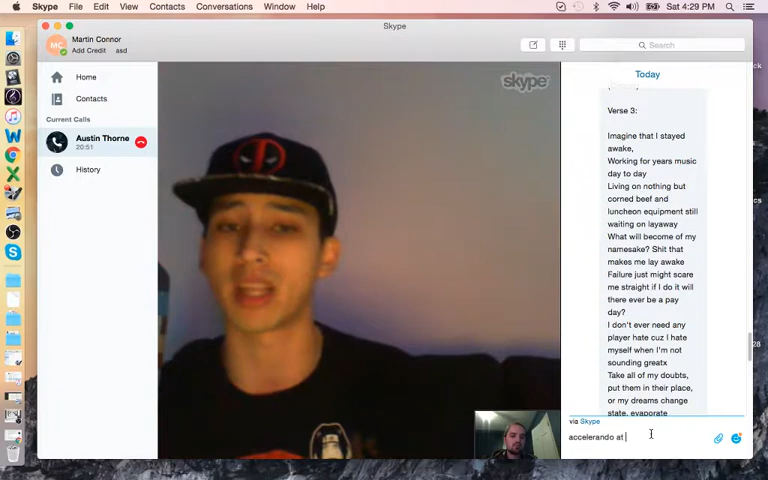 Skype File Edit View Contacts Conversations Window Help
Sat 4:29 PM
Skype
MC
Martin Connor
Add Credit asd
Search
Home
Contacts
Current Calls
Austin Thorne
20:51
History
skype
Today
Verse 3:
Imagine that I stayed
awake,
Working for years music
day to day
Living on nothing but
corned beef and
luncheon equipment still
waiting on layaway
What will become of my
namesake? Shit that
makes me lay awake
Failure just might scare
me straight if I do it will
there ever be a pay
day?
I don't ever need any
player hate cuz I hate
myself when I'm not
sounding greatx
Take all of my doubts,
put them in their place,
or my dreams change
state, evaporate
via Skype
accelerando at